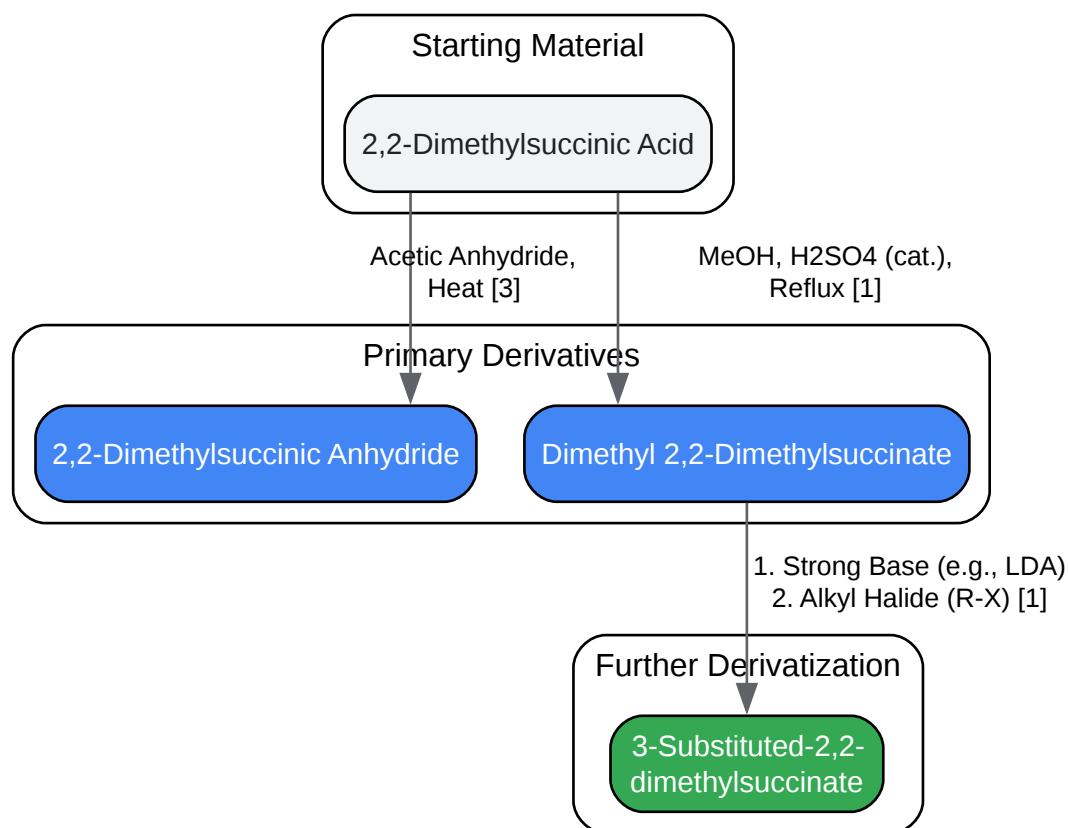 Starting Material
2,2-Dimethylsuccinic Acid
Acetic Anhydride,
Heat [3]
MeOH, H2SO4 (cat.),
Reflux [1]
Primary Derivatives
2,2-Dimethylsuccinic Anhydride
Dimethyl 2,2-Dimethylsuccinate
1. Strong Base (e.g., LDA)
2. Alkyl Halide (R-X) [1]
Further Derivatization
3-Substituted-2,2-
dimethylsuccinate